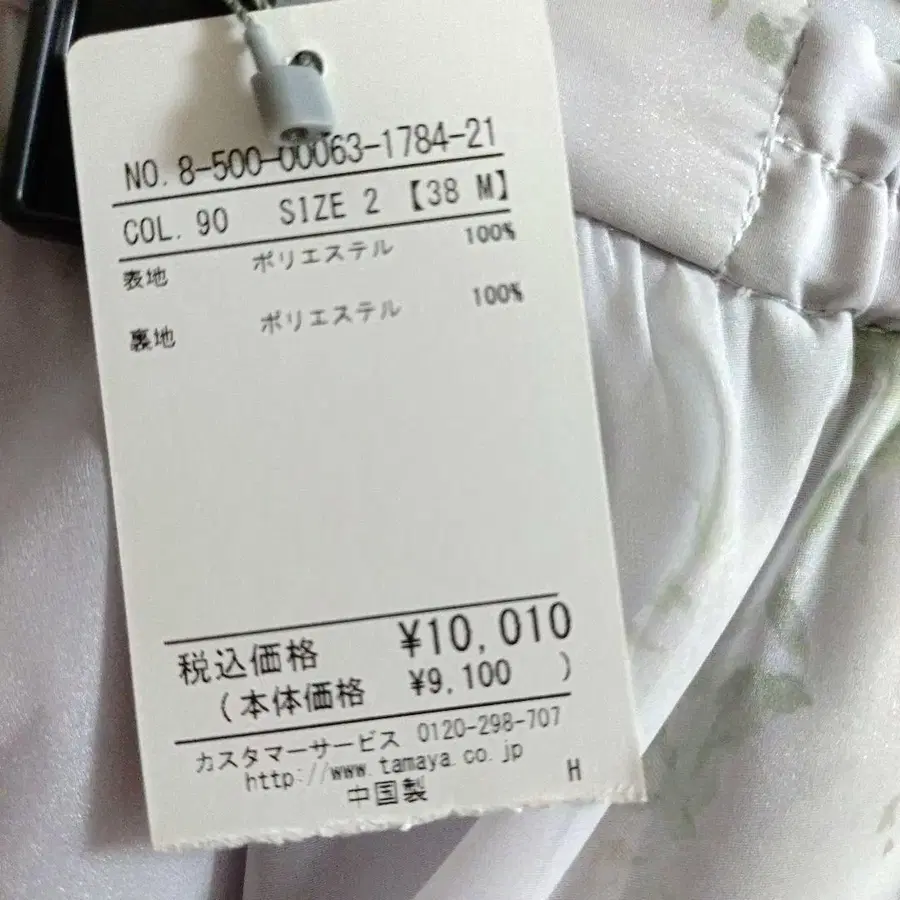 NO. 8-500-00063-1784-21
COL. 90 SIZE 2 【38 M】
表地 ポリエステル 100%
裏地 ポリエステル 100%
税込価格 ¥10,010
(本体価格 ¥9,100 )
カスタマーサービス 0120-298-707
http://www.tamaya.co.jp
中国製 H